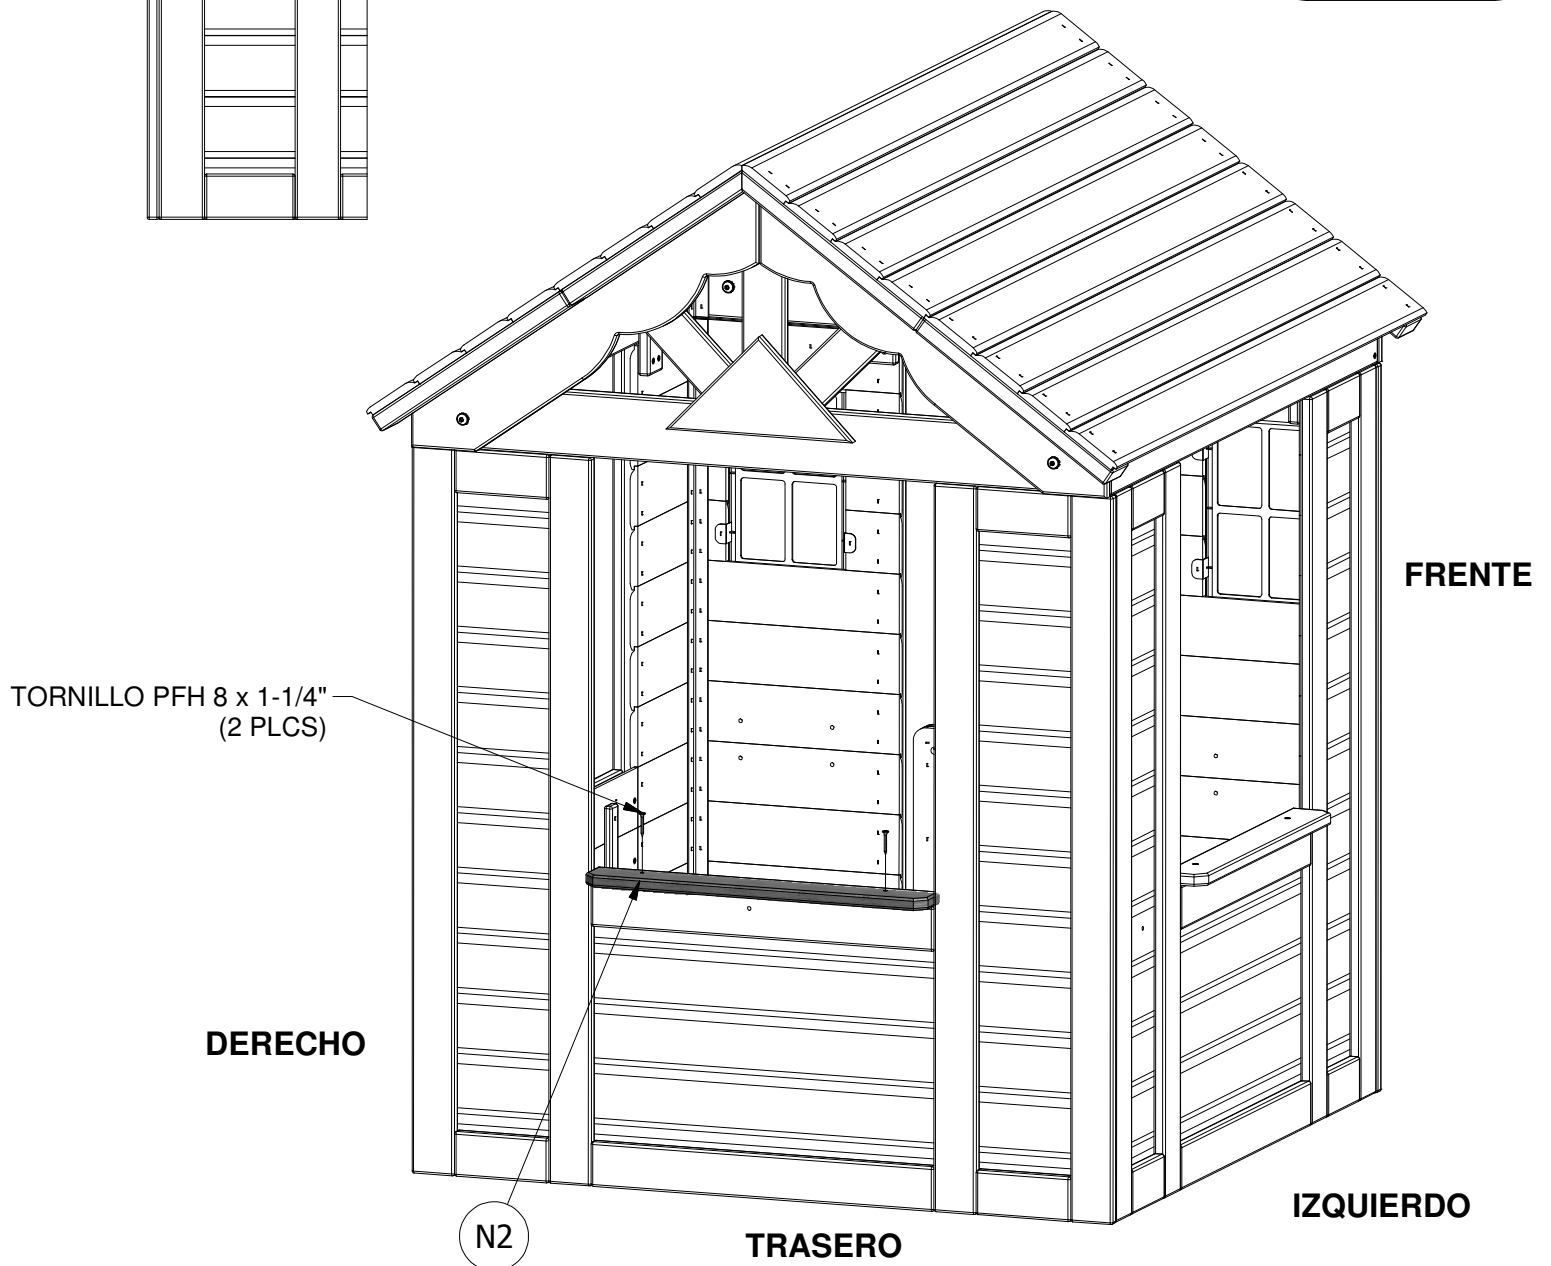 FRENTE
TORNILLO PFH 8 x 1-1/4"
(2 PLCS)
DERECHO
IZQUIERDO
N2
TRASERO